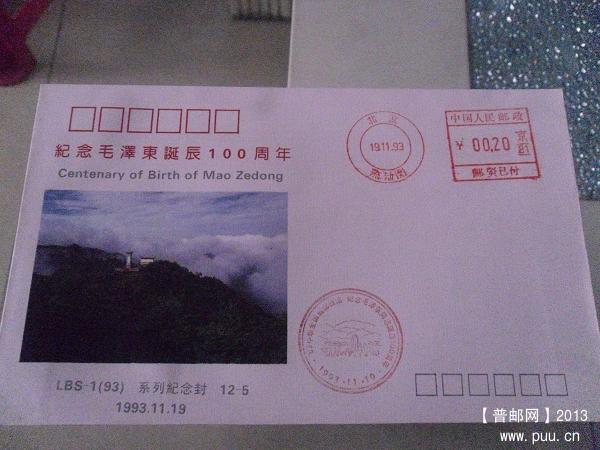 紀念毛澤東誕辰100周年
Centenary of Birth of Mao Zedong
北京
19.11.93
中国人民邮政
¥ 00.20
京
邮资已付
1993.11.19
LBS-1(93) 系列紀念封 12-5
1993.11.19
【普邮网】2013
www.puu.cn